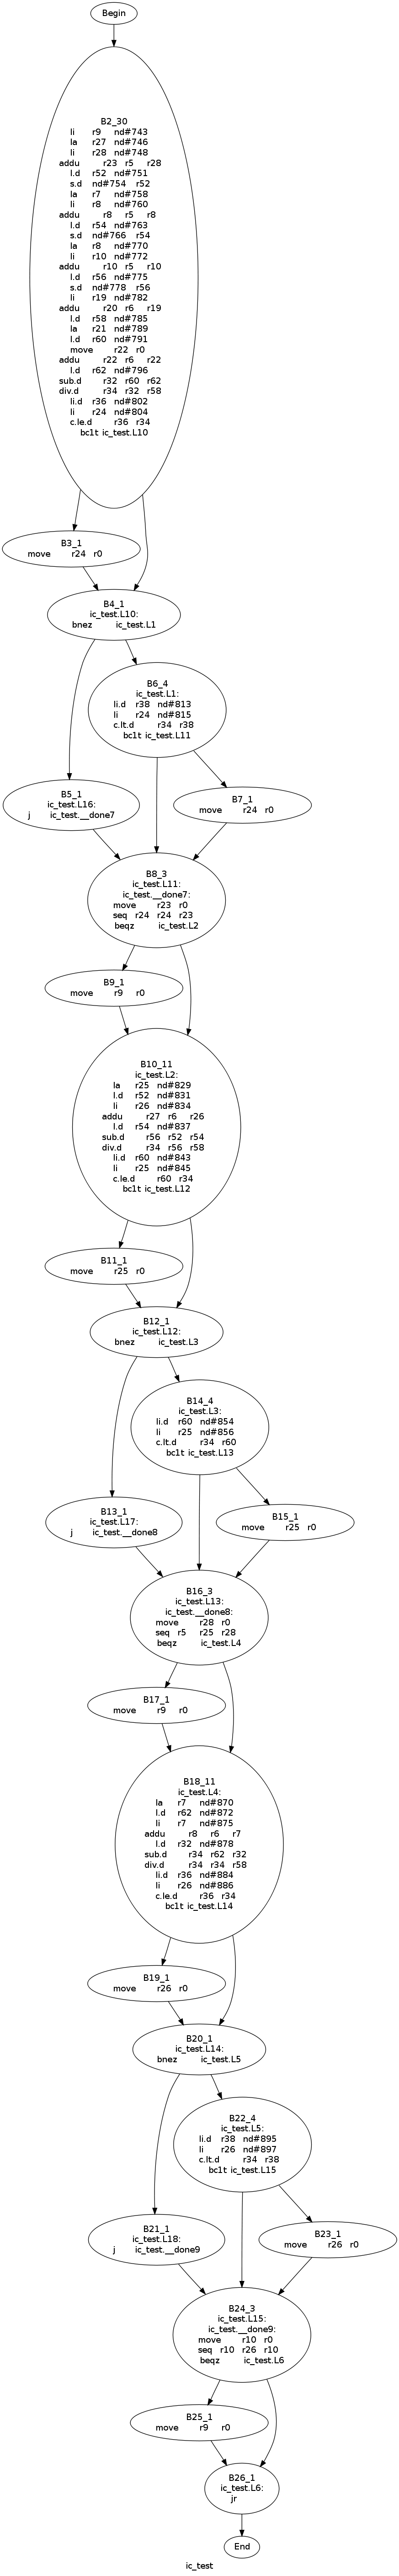 Begin
B2_30
li r9 nd#743
la r27 nd#746
li r28 nd#748
addu r23 r5 r28
l.d r52 nd#751
s.d nd#754 r52
la r7 nd#758
li r8 nd#760
addu r8 r5 r8
l.d r54 nd#763
s.d nd#766 r54
la r8 nd#770
li r10 nd#772
addu r10 r5 r10
l.d r56 nd#775
s.d nd#778 r56
li r19 nd#782
addu r20 r6 r19
l.d r58 nd#785
la r21 nd#789
l.d r60 nd#791
move r22 r0
addu r22 r6 r22
l.d r62 nd#796
sub.d r32 r60 r62
div.d r34 r32 r58
li.d r36 nd#802
li r24 nd#804
c.le.d r36 r34
bc1t ic_test.L10
B3_1
move r24 r0
B4_1
ic_test.L10:
bnez ic_test.L1
B6_4
ic_test.L1:
li.d r38 nd#813
li r24 nd#815
c.lt.d r34 r38
bc1t ic_test.L11
B5_1
ic_test.L16:
j ic_test.__done7
B7_1
move r24 r0
B8_3
ic_test.L11:
ic_test.__done7:
move r23 r0
seq r24 r24 r23
beqz ic_test.L2
B9_1
move r9 r0
B10_11
ic_test.L2:
la r25 nd#829
l.d r52 nd#831
li r26 nd#834
addu r27 r6 r26
l.d r54 nd#837
sub.d r56 r52 r54
div.d r34 r56 r58
li.d r60 nd#843
li r25 nd#845
c.le.d r60 r34
bc1t ic_test.L12
B11_1
move r25 r0
B12_1
ic_test.L12:
bnez ic_test.L3
B14_4
ic_test.L3:
li.d r60 nd#854
li r25 nd#856
c.lt.d r34 r60
bc1t ic_test.L13
B13_1
ic_test.L17:
j ic_test.__done8
B15_1
move r25 r0
B16_3
ic_test.L13:
ic_test.__done8:
move r28 r0
seq r5 r25 r28
beqz ic_test.L4
B17_1
move r9 r0
B18_11
ic_test.L4:
la r7 nd#870
l.d r62 nd#872
li r7 nd#875
addu r8 r6 r7
l.d r32 nd#878
sub.d r34 r62 r32
div.d r34 r34 r58
li.d r36 nd#884
li r26 nd#886
c.le.d r36 r34
bc1t ic_test.L14
B19_1
move r26 r0
B20_1
ic_test.L14:
bnez ic_test.L5
B22_4
ic_test.L5:
li.d r38 nd#895
li r26 nd#897
c.lt.d r34 r38
bc1t ic_test.L15
B21_1
ic_test.L18:
j ic_test.__done9
B23_1
move r26 r0
B24_3
ic_test.L15:
ic_test.__done9:
move r10 r0
seq r10 r26 r10
beqz ic_test.L6
B25_1
move r9 r0
B26_1
ic_test.L6:
jr
End
ic_test